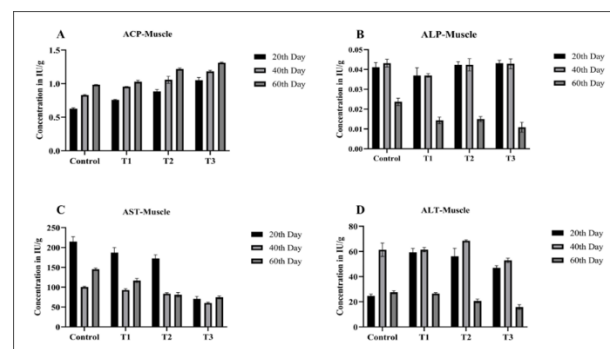 A
ACP-Muscle
Concentration in IU/g
1.5
1.0
0.5
0.0
Control
T1
T2
T3
20th Day
40th Day
60th Day
B
ALP-Muscle
Concentration in IU/g
0.05
0.04
0.03
0.02
0.01
0.00
Control
T1
T2
T3
20th Day
40th Day
60th Day
C
AST-Muscle
Concentration in IU/g
250
200
150
100
50
0
Control
T1
T2
T3
20th Day
40th Day
60th Day
D
ALT-Muscle
Concentration in IU/g
80
60
40
20
0
Control
T1
T2
T3
20th Day
40th Day
60th Day